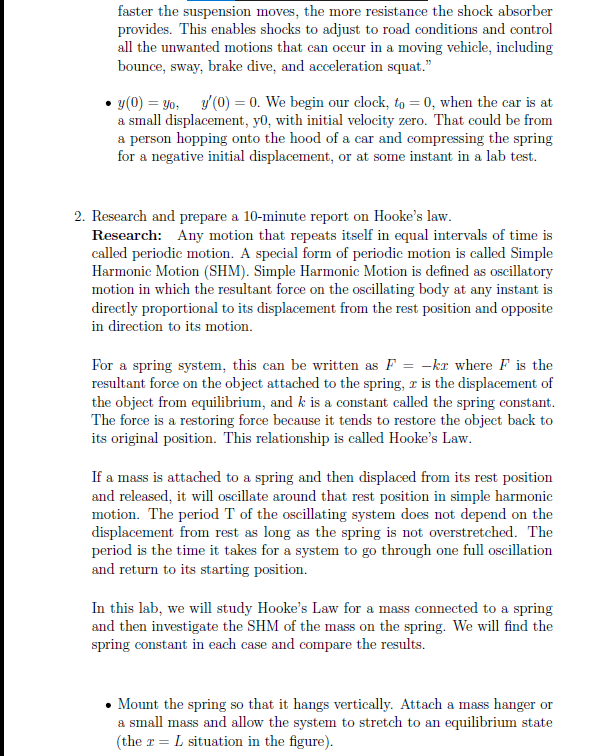 faster the suspension moves, the more resistance the shock absorber
provides. This enables shocks to adjust to road conditions and control
all the unwanted motions that can occur in a moving vehicle, including
bounce, sway, brake dive, and acceleration squat.”
• y(0) = y₀, y′(0) = 0. We begin our clock, t₀ = 0, when the car is at
a small displacement, y0, with initial velocity zero. That could be from
a person hopping onto the hood of a car and compressing the spring
for a negative initial displacement, or at some instant in a lab test.
2. Research and prepare a 10-minute report on Hooke’s law.
Research: Any motion that repeats itself in equal intervals of time is
called periodic motion. A special form of periodic motion is called Simple
Harmonic Motion (SHM). Simple Harmonic Motion is defined as oscillatory
motion in which the resultant force on the oscillating body at any instant is
directly proportional to its displacement from the rest position and opposite
in direction to its motion.
For a spring system, this can be written as F = −kx where F is the
resultant force on the object attached to the spring, x is the displacement of
the object from equilibrium, and k is a constant called the spring constant.
The force is a restoring force because it tends to restore the object back to
its original position. This relationship is called Hooke’s Law.
If a mass is attached to a spring and then displaced from its rest position
and released, it will oscillate around that rest position in simple harmonic
motion. The period T of the oscillating system does not depend on the
displacement from rest as long as the spring is not overstretched. The
period is the time it takes for a system to go through one full oscillation
and return to its starting position.
In this lab, we will study Hooke’s Law for a mass connected to a spring
and then investigate the SHM of the mass on the spring. We will find the
spring constant in each case and compare the results.
• Mount the spring so that it hangs vertically. Attach a mass hanger or
a small mass and allow the system to stretch to an equilibrium state
(the x = L situation in the figure).